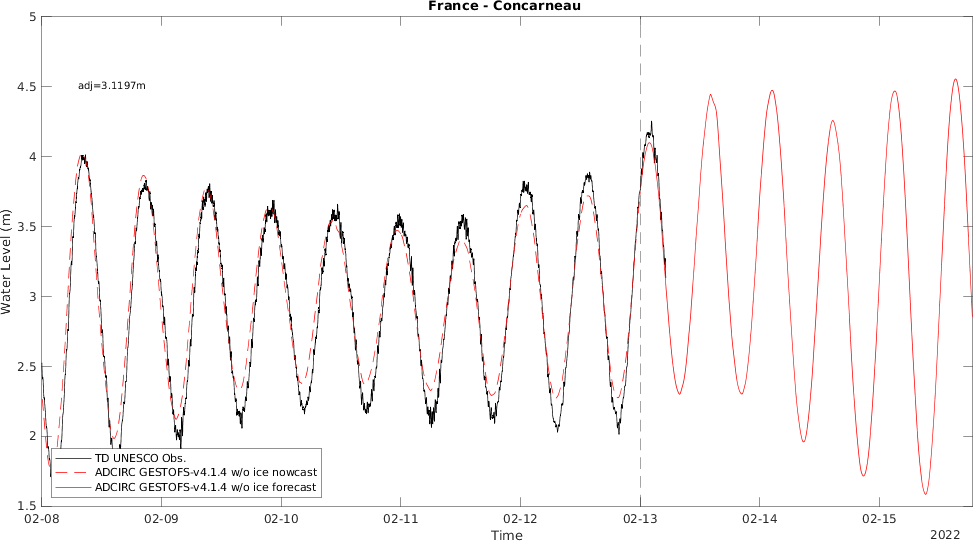 France - Concarneau
5
4.5
4
3.5
3
2.5
2
1.5
Water Level (m)
adj=3.1197m
TD UNESCO Obs.
ADCIRC GESTOFS-v4.1.4 w/o ice nowcast
ADCIRC GESTOFS-v4.1.4 w/o ice forecast
02-08
02-09
02-10
02-11
02-12
02-13
02-14
02-15
Time
2022